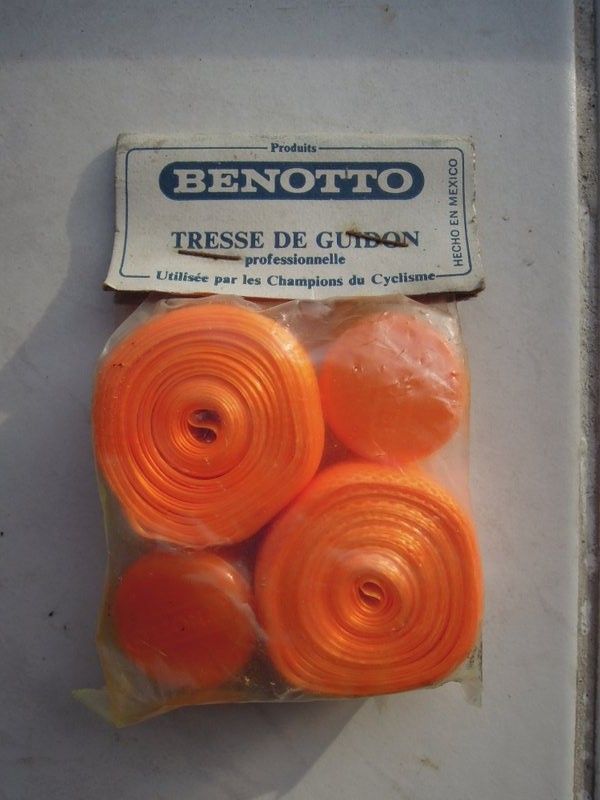 Produits
BENOTTO
TRESSE DE GUIDON
professionnelle
Utilisée par les Champions du Cyclisme
HECHO EN MEXICO